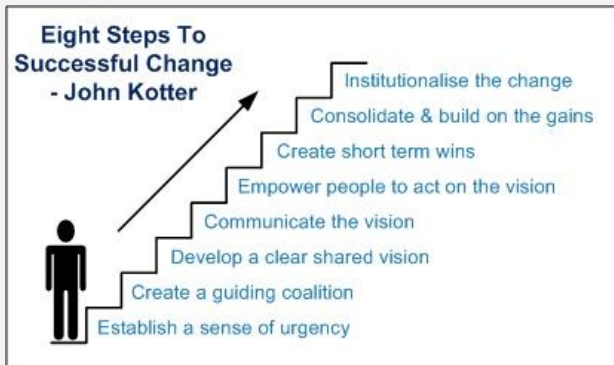 Eight Steps To
Successful Change
- John Kotter
Institutionalise the change
Consolidate & build on the gains
Create short term wins
Empower people to act on the vision
Communicate the vision
Develop a clear shared vision
Create a guiding coalition
Establish a sense of urgency